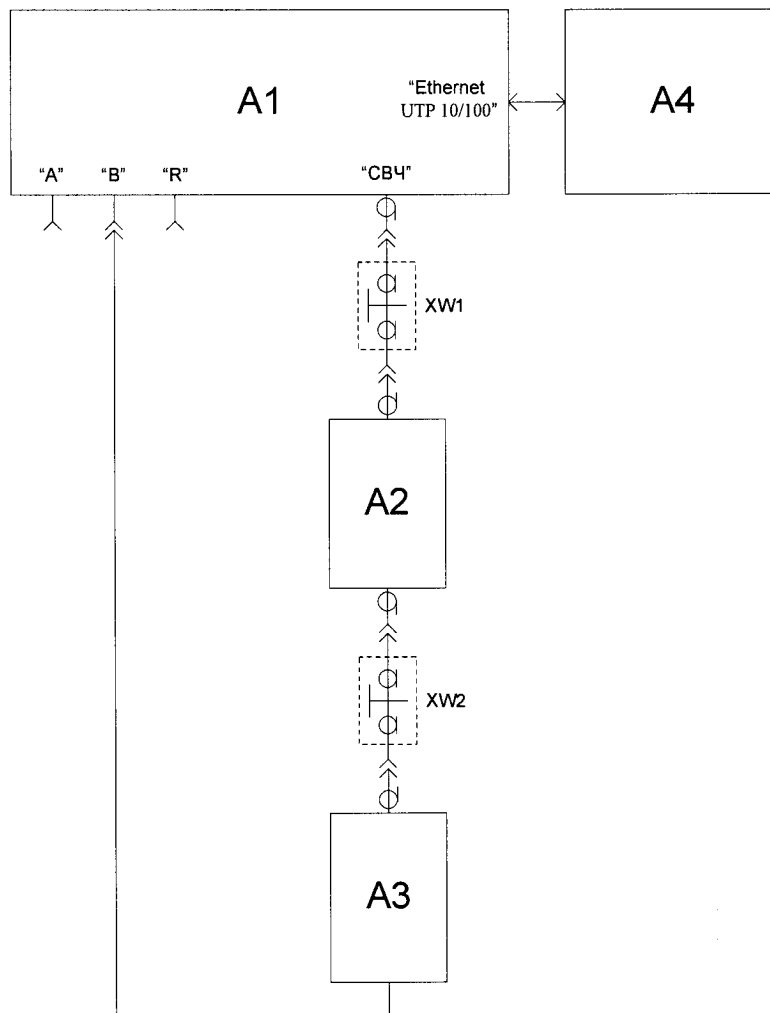 A1
“Ethernet
UTP 10/100”
A4
“A”
“B”
“R”
“СВЧ”
XW1
A2
XW2
A3